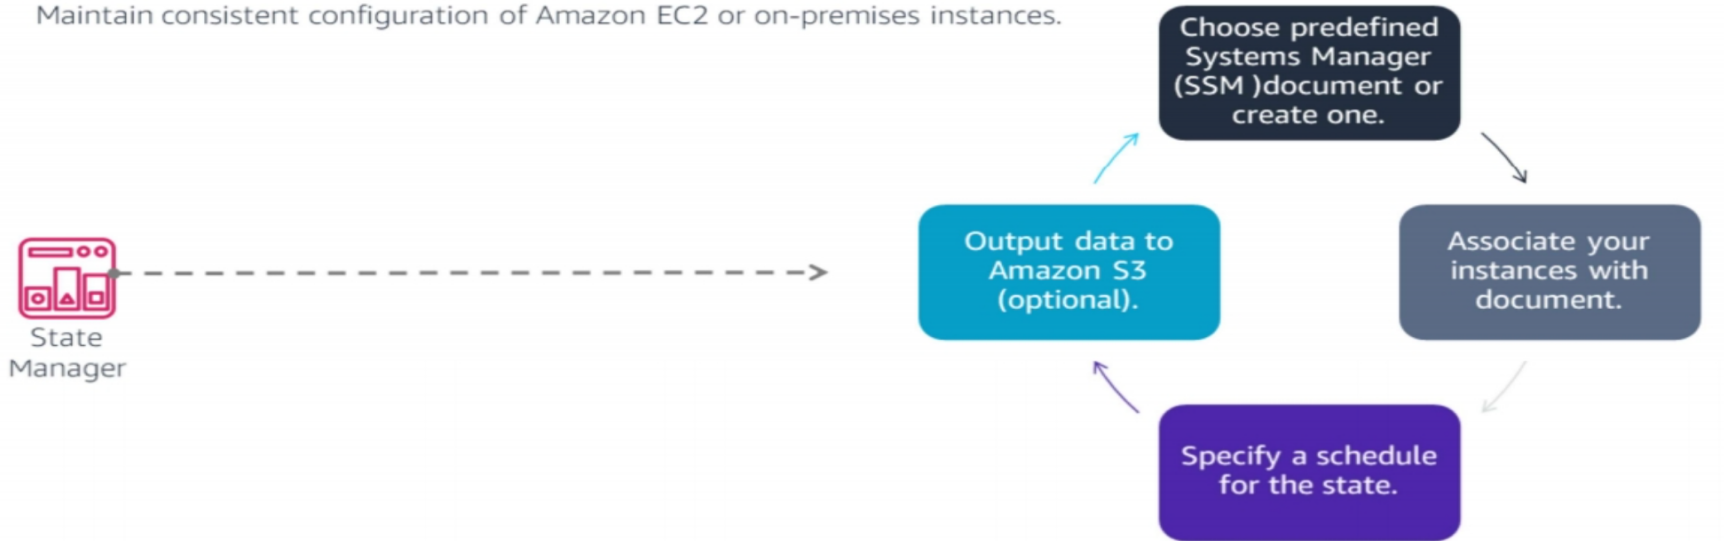 Maintain consistent configuration of Amazon EC2 or on-premises instances.
Choose predefined
Systems Manager
(SSM )document or
create one.
Output data to
Amazon S3
(optional).
Associate your
instances with
document.
State
Manager
Specify a schedule
for the state.